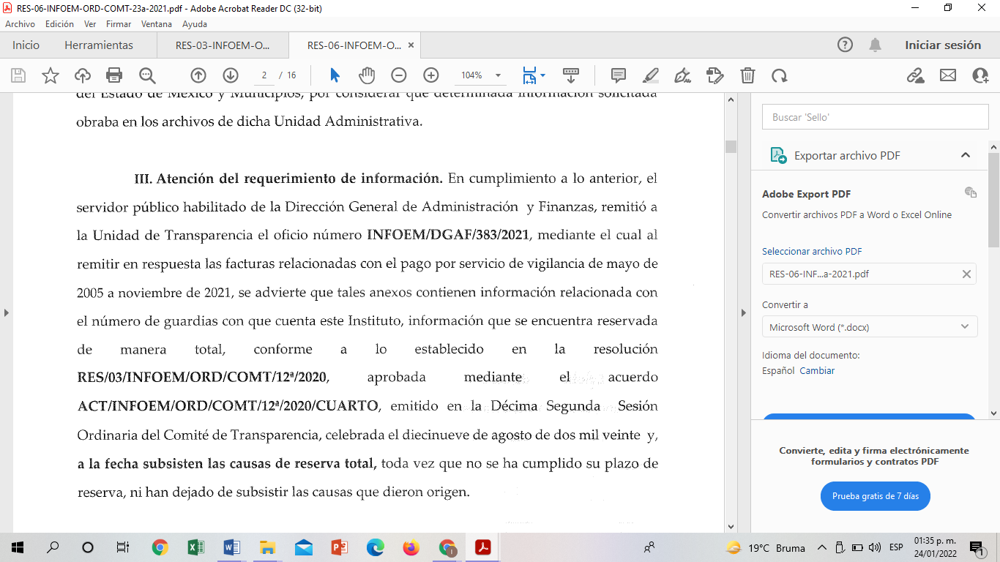 RES-06-INFOEM-ORD-COMT-23a-2021.pdf - Adobe Acrobat Reader DC (32-bit)
Archivo Edición Ver Firmar Ventana Ayuda
Inicio Herramientas RES-03-INFOEM-O... RES-06-INFOEM-O... ×
Iniciar sesión
2 / 16 104%
del Estado de México y Municipios, por considerar que determinada información solicitada
obraba en los archivos de dicha Unidad Administrativa.
III. Atención del requerimiento de información. En cumplimiento a lo anterior, el
servidor público habilitado de la Dirección General de Administración y Finanzas, remitió a
la Unidad de Transparencia el oficio número INFOEM/DGAF/383/2021, mediante el cual al
remitir en respuesta las facturas relacionadas con el pago por servicio de vigilancia de mayo de
2005 a noviembre de 2021, se advierte que tales anexos contienen información relacionada con
el número de guardias con que cuenta este Instituto, información que se encuentra reservada
de manera total, conforme a lo establecido en la resolución
RES/03/INFOEM/ORD/COMT/12ª/2020, aprobada mediante el acuerdo
ACT/INFOEM/ORD/COMT/12ª/2020/CUARTO, emitido en la Décima Segunda Sesión
Ordinaria del Comité de Transparencia, celebrada el diecinueve de agosto de dos mil veinte y,
a la fecha subsisten las causas de reserva total, toda vez que no se ha cumplido su plazo de
reserva, ni han dejado de subsistir las causas que dieron origen.
Buscar 'Sello'
Exportar archivo PDF
Adobe Export PDF
Convertir archivos PDF a Word o Excel Online
Seleccionar archivo PDF
RES-06-INF...a-2021.pdf
Convertir a
Microsoft Word (*.docx)
Idioma del documento:
Español Cambiar
Convierte, edita y firma electrónicamente
formularios y contratos PDF
Prueba gratis de 7 días
19°C Bruma ESP 01:35 p. m.
24/01/2022
1